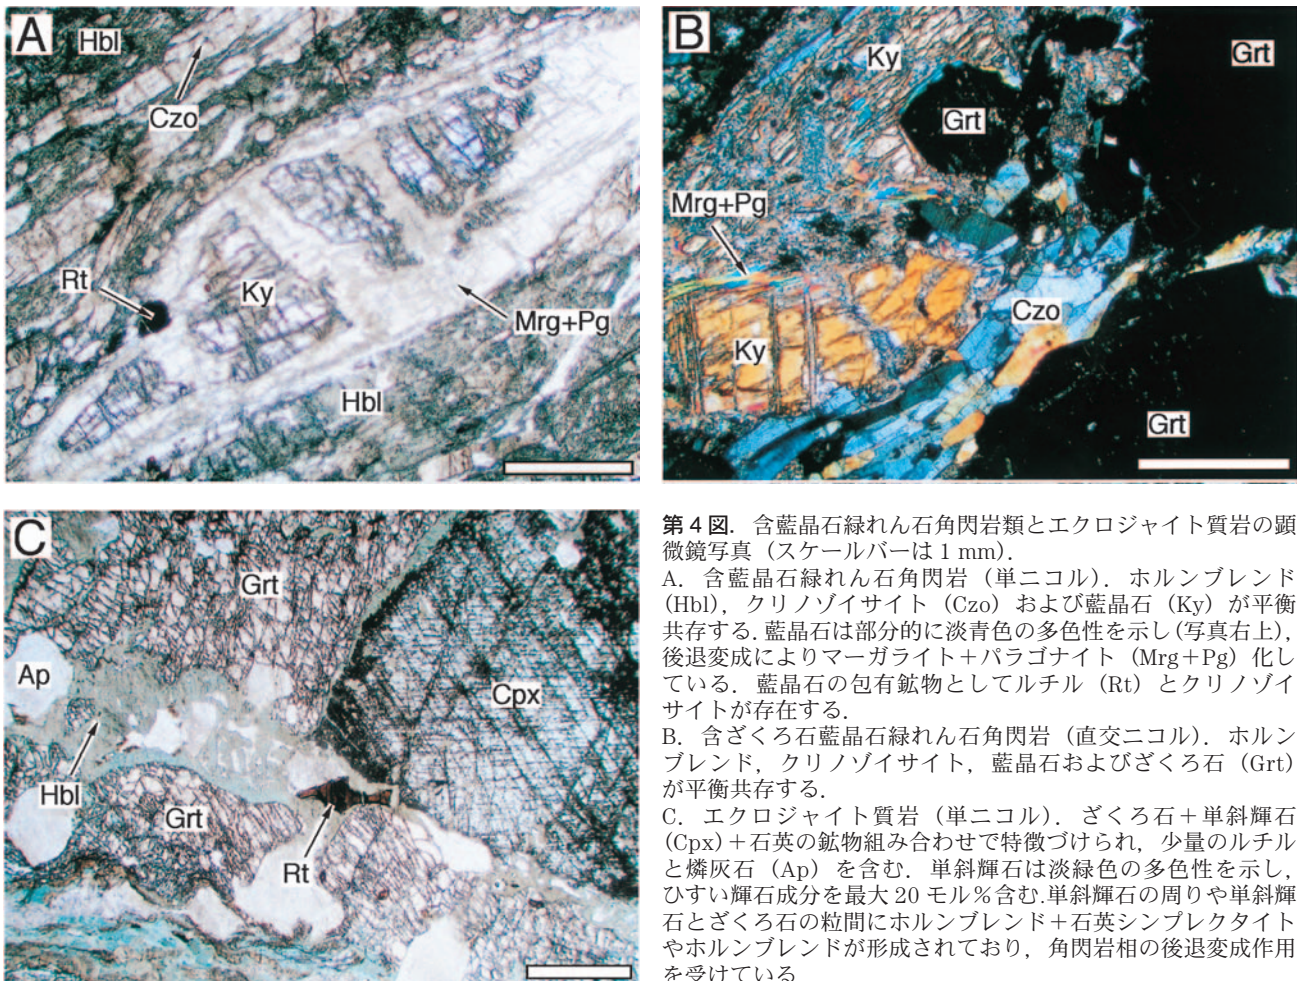 A
Hbl
Czo
Rt
Ky
Mrg+Pg
Hbl
B
Ky
Grt
Grt
Mrg+Pg
Czo
Ky
Grt
C
Grt
Ap
Cpx
Hbl
Grt
Rt
第4図．含藍晶石緑れん石角閃岩類とエクロジャイト質岩の顕
微鏡写真（スケールバーは 1 mm）．
A．含藍晶石緑れん石角閃岩（単ニコル）．ホルンブレンド
(Hbl)，クリノゾイサイト（Czo）および藍晶石（Ky）が平衡
共存する．藍晶石は部分的に淡青色の多色性を示し（写真右上），
後退変成によりマーガライト＋パラゴナイト（Mrg＋Pg）化し
ている．藍晶石の包有鉱物としてルチル（Rt）とクリノゾイ
サイトが存在する．
B．含ざくろ石藍晶石緑れん石角閃岩（直交ニコル）．ホルン
ブレンド，クリノゾイサイト，藍晶石およびざくろ石（Grt）
が平衡共存する．
C．エクロジャイト質岩（単ニコル）．ざくろ石＋単斜輝石
(Cpx)＋石英の鉱物組み合わせで特徴づけられ，少量のルチル
と燐灰石（Ap）を含む．単斜輝石は淡緑色の多色性を示し，
ひすい輝石成分を最大 20 モル％含む．単斜輝石の周りや単斜輝
石とざくろ石の粒間にホルンブレンド＋石英シンプレクタイト
やホルンブレンドが形成されており，角閃岩相の後退変成作用
を受けている